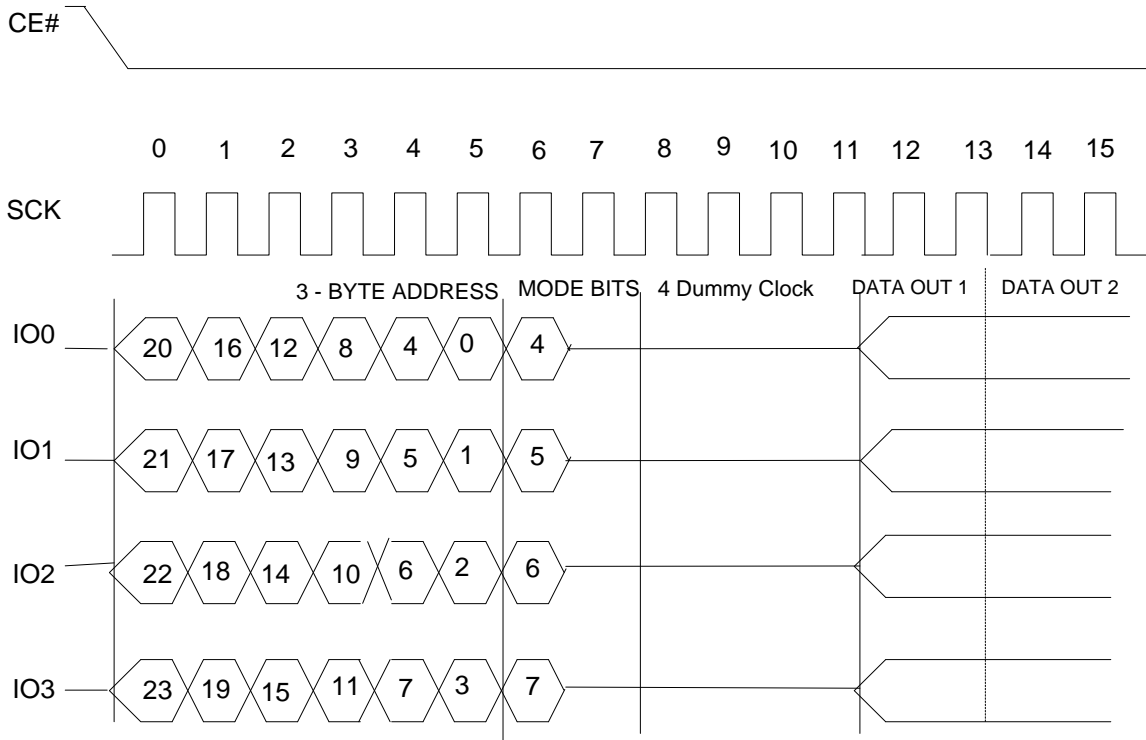 CE#
0 1 2 3 4 5 6 7 8 9 10 11 12 13 14 15
SCK
3 - BYTE ADDRESS MODE BITS 4 Dummy Clock DATA OUT 1 DATA OUT 2
IO0 20 16 12 8 4 0 4
IO1 21 17 13 9 5 1 5
IO2 22 18 14 10 6 2 6
IO3 23 19 15 11 7 3 7